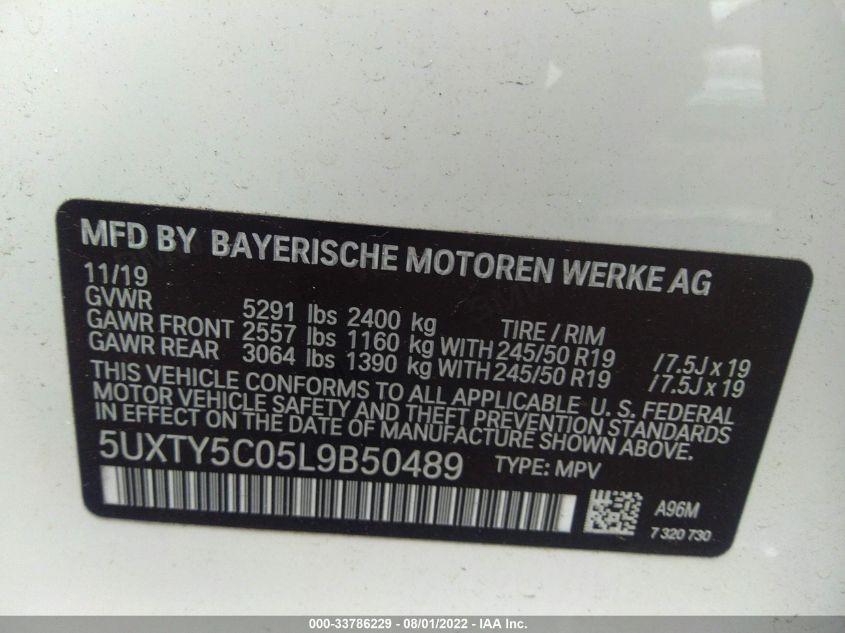 MFD BY BAYERISCHE MOTOREN WERKE AG
11/19
GVWR 5291 lbs 2400 kg TIRE / RIM
GAWR FRONT 2557 lbs 1160 kg WITH 245/50 R19 / 7.5J x 19
GAWR REAR 3064 lbs 1390 kg WITH 245/50 R19 / 7.5J x 19
THIS VEHICLE CONFORMS TO ALL APPLICABLE U. S. FEDERAL
MOTOR VEHICLE SAFETY AND THEFT PREVENTION STANDARDS
IN EFFECT ON THE DATE OF MANUFACTURE SHOWN ABOVE.
5UXTY5C05L9B50489 TYPE: MPV
A96M
7 320 730
000-33786229 - 08/01/2022 - IAA Inc.